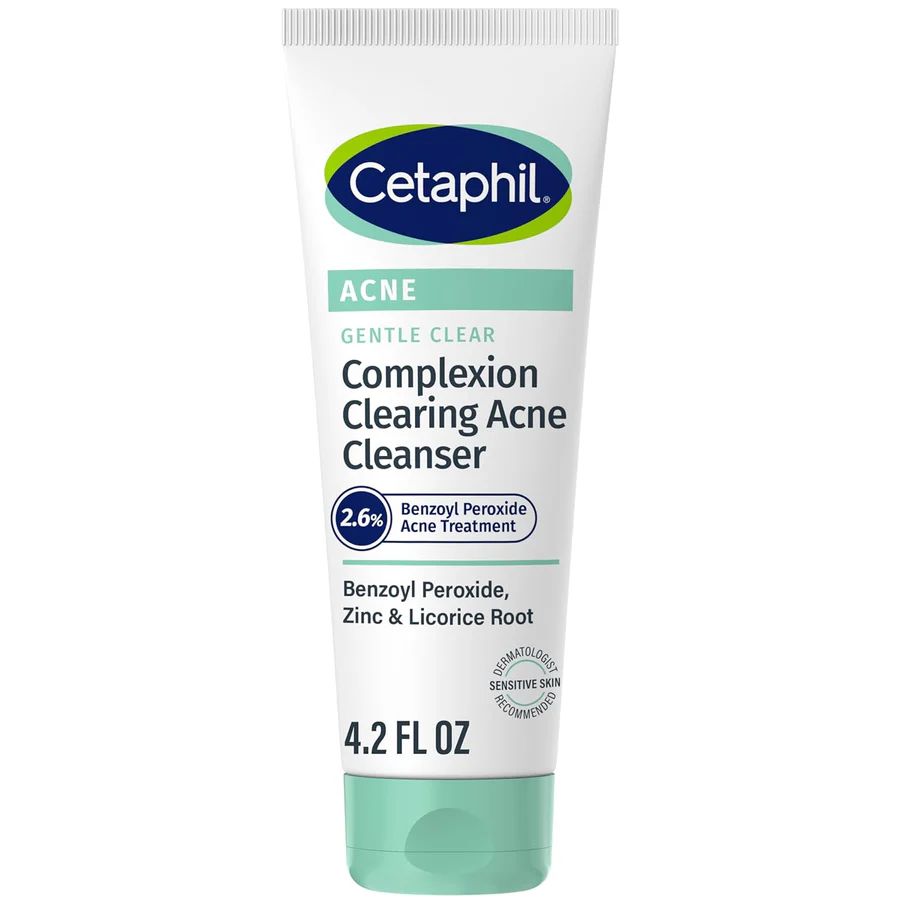 Cetaphil®
ACNE
GENTLE CLEAR
Complexion
Clearing Acne
Cleanser
2.6%
Benzoyl Peroxide
Acne Treatment
Benzoyl Peroxide,
Zinc & Licorice Root
DERMATOLOGIST
SENSITIVE SKIN
RECOMMENDED
4.2 FL OZ